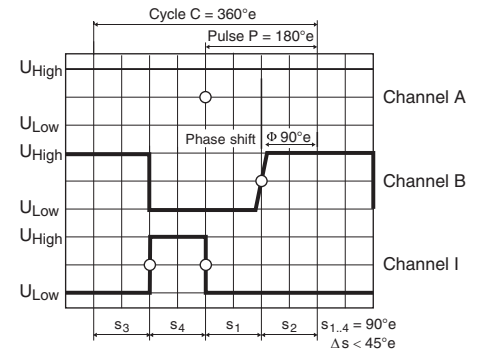 Cycle C = 360°e
Pulse P = 180°e
UHigh
Channel A
ULow
Phase shift
Φ 90°e
UHigh
Channel B
ULow
UHigh
Channel I
ULow
s3
s4
s1
s2
s1..4 = 90°e
Δs < 45°e